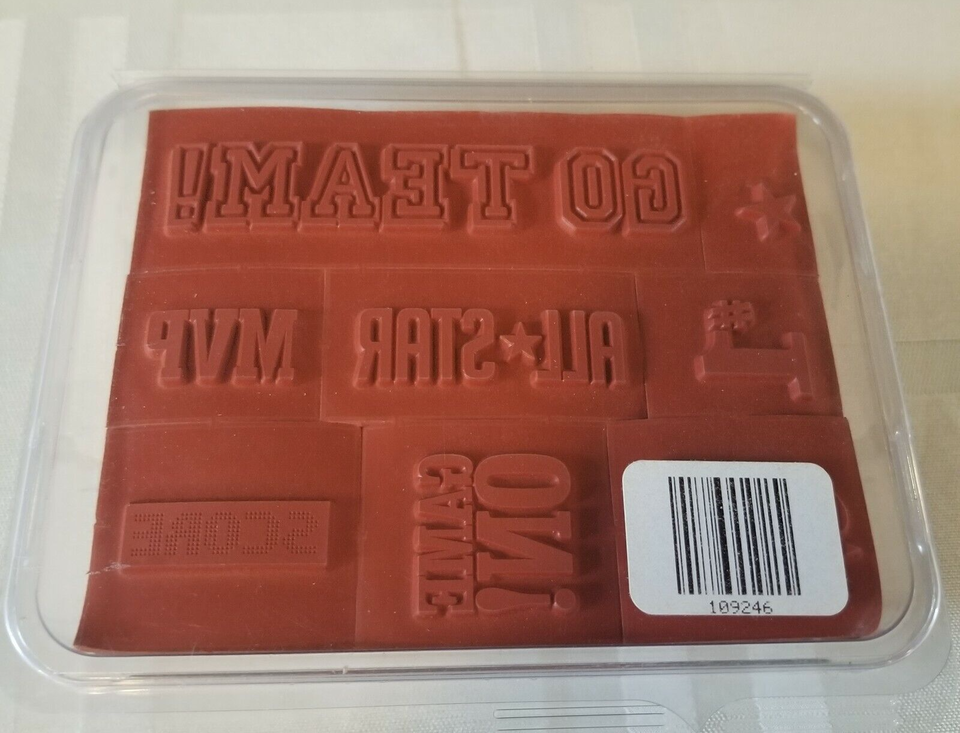 GO TEAM!
MVP
ALL★STAR
#1
SCORE
GAME
ON!
109246